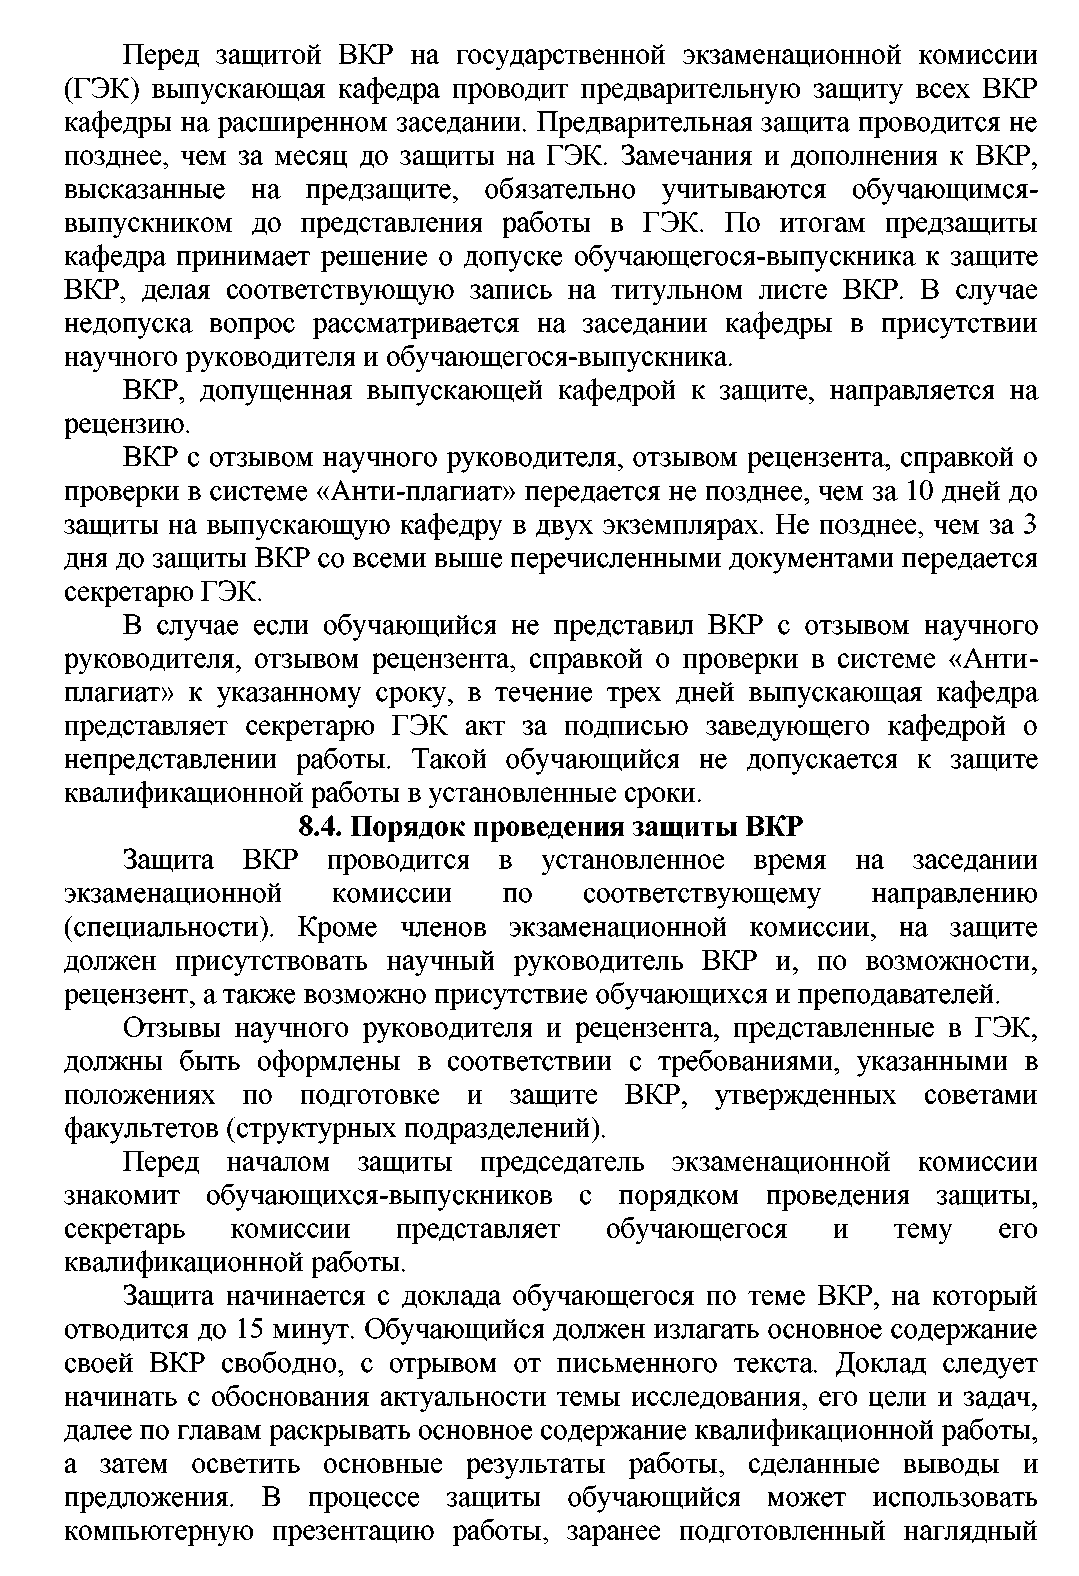 Перед защитой ВКР на государственной экзаменационной комиссии
(ГЭК) выпускающая кафедра проводит предварительную защиту всех ВКР
кафедры на расширенном заседании. Предварительная защита проводится не
позднее, чем за месяц до защиты на ГЭК. Замечания и дополнения к ВКР,
высказанные на предзащите, обязательно учитываются обучающимся-
выпускником до представления работы в ГЭК. По итогам предзащиты
кафедра принимает решение о допуске обучающегося-выпускника к защите
ВКР, делая соответствующую запись на титульном листе ВКР. В случае
недопуска вопрос рассматривается на заседании кафедры в присутствии
научного руководителя и обучающегося-выпускника.
ВКР, допущенная выпускающей кафедрой к защите, направляется на
рецензию.
ВКР с отзывом научного руководителя, отзывом рецензента, справкой о
проверки в системе «Анти-плагиат» передается не позднее, чем за 10 дней до
защиты на выпускающую кафедру в двух экземплярах. Не позднее, чем за 3
дня до защиты ВКР со всеми выше перечисленными документами передается
секретарю ГЭК.
В случае если обучающийся не представил ВКР с отзывом научного
руководителя, отзывом рецензента, справкой о проверки в системе «Анти-
плагиат» к указанному сроку, в течение трех дней выпускающая кафедра
представляет секретарю ГЭК акт за подписью заведующего кафедрой о
непредставлении работы. Такой обучающийся не допускается к защите
квалификационной работы в установленные сроки.
8.4. Порядок проведения защиты ВКР
Защита ВКР проводится в установленное время на заседании
экзаменационной комиссии по соответствующему направлению
(специальности). Кроме членов экзаменационной комиссии, на защите
должен присутствовать научный руководитель ВКР и, по возможности,
рецензент, а также возможно присутствие обучающихся и преподавателей.
Отзывы научного руководителя и рецензента, представленные в ГЭК,
должны быть оформлены в соответствии с требованиями, указанными в
положениях по подготовке и защите ВКР, утвержденных советами
факультетов (структурных подразделений).
Перед началом защиты председатель экзаменационной комиссии
знакомит обучающихся-выпускников с порядком проведения защиты,
секретарь комиссии представляет обучающегося и тему его
квалификационной работы.
Защита начинается с доклада обучающегося по теме ВКР, на который
отводится до 15 минут. Обучающийся должен излагать основное содержание
своей ВКР свободно, с отрывом от письменного текста. Доклад следует
начинать с обоснования актуальности темы исследования, его цели и задач,
далее по главам раскрывать основное содержание квалификационной работы,
а затем осветить основные результаты работы, сделанные выводы и
предложения. В процессе защиты обучающийся может использовать
компьютерную презентацию работы, заранее подготовленный наглядный